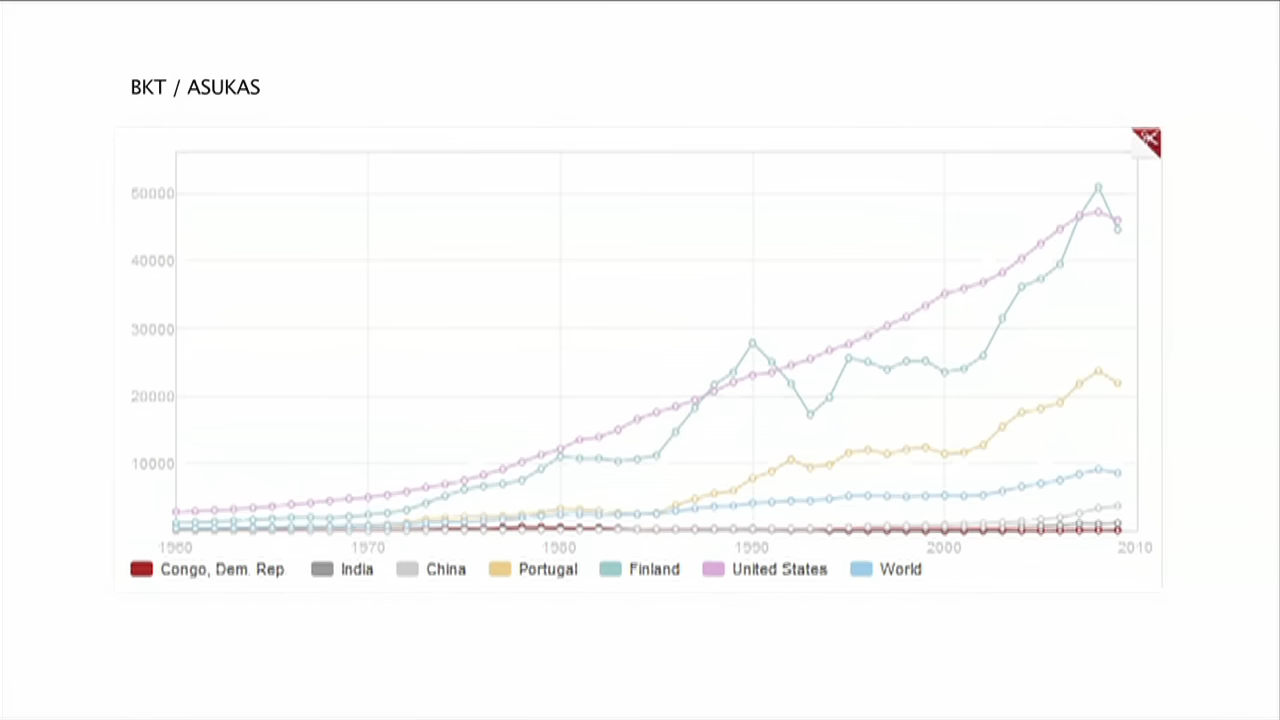 BKT / ASUKAS
50000
40000
30000
20000
10000
1960 1970 1980 1990 2000 2010
Congo, Dem. Rep India China Portugal Finland United States World